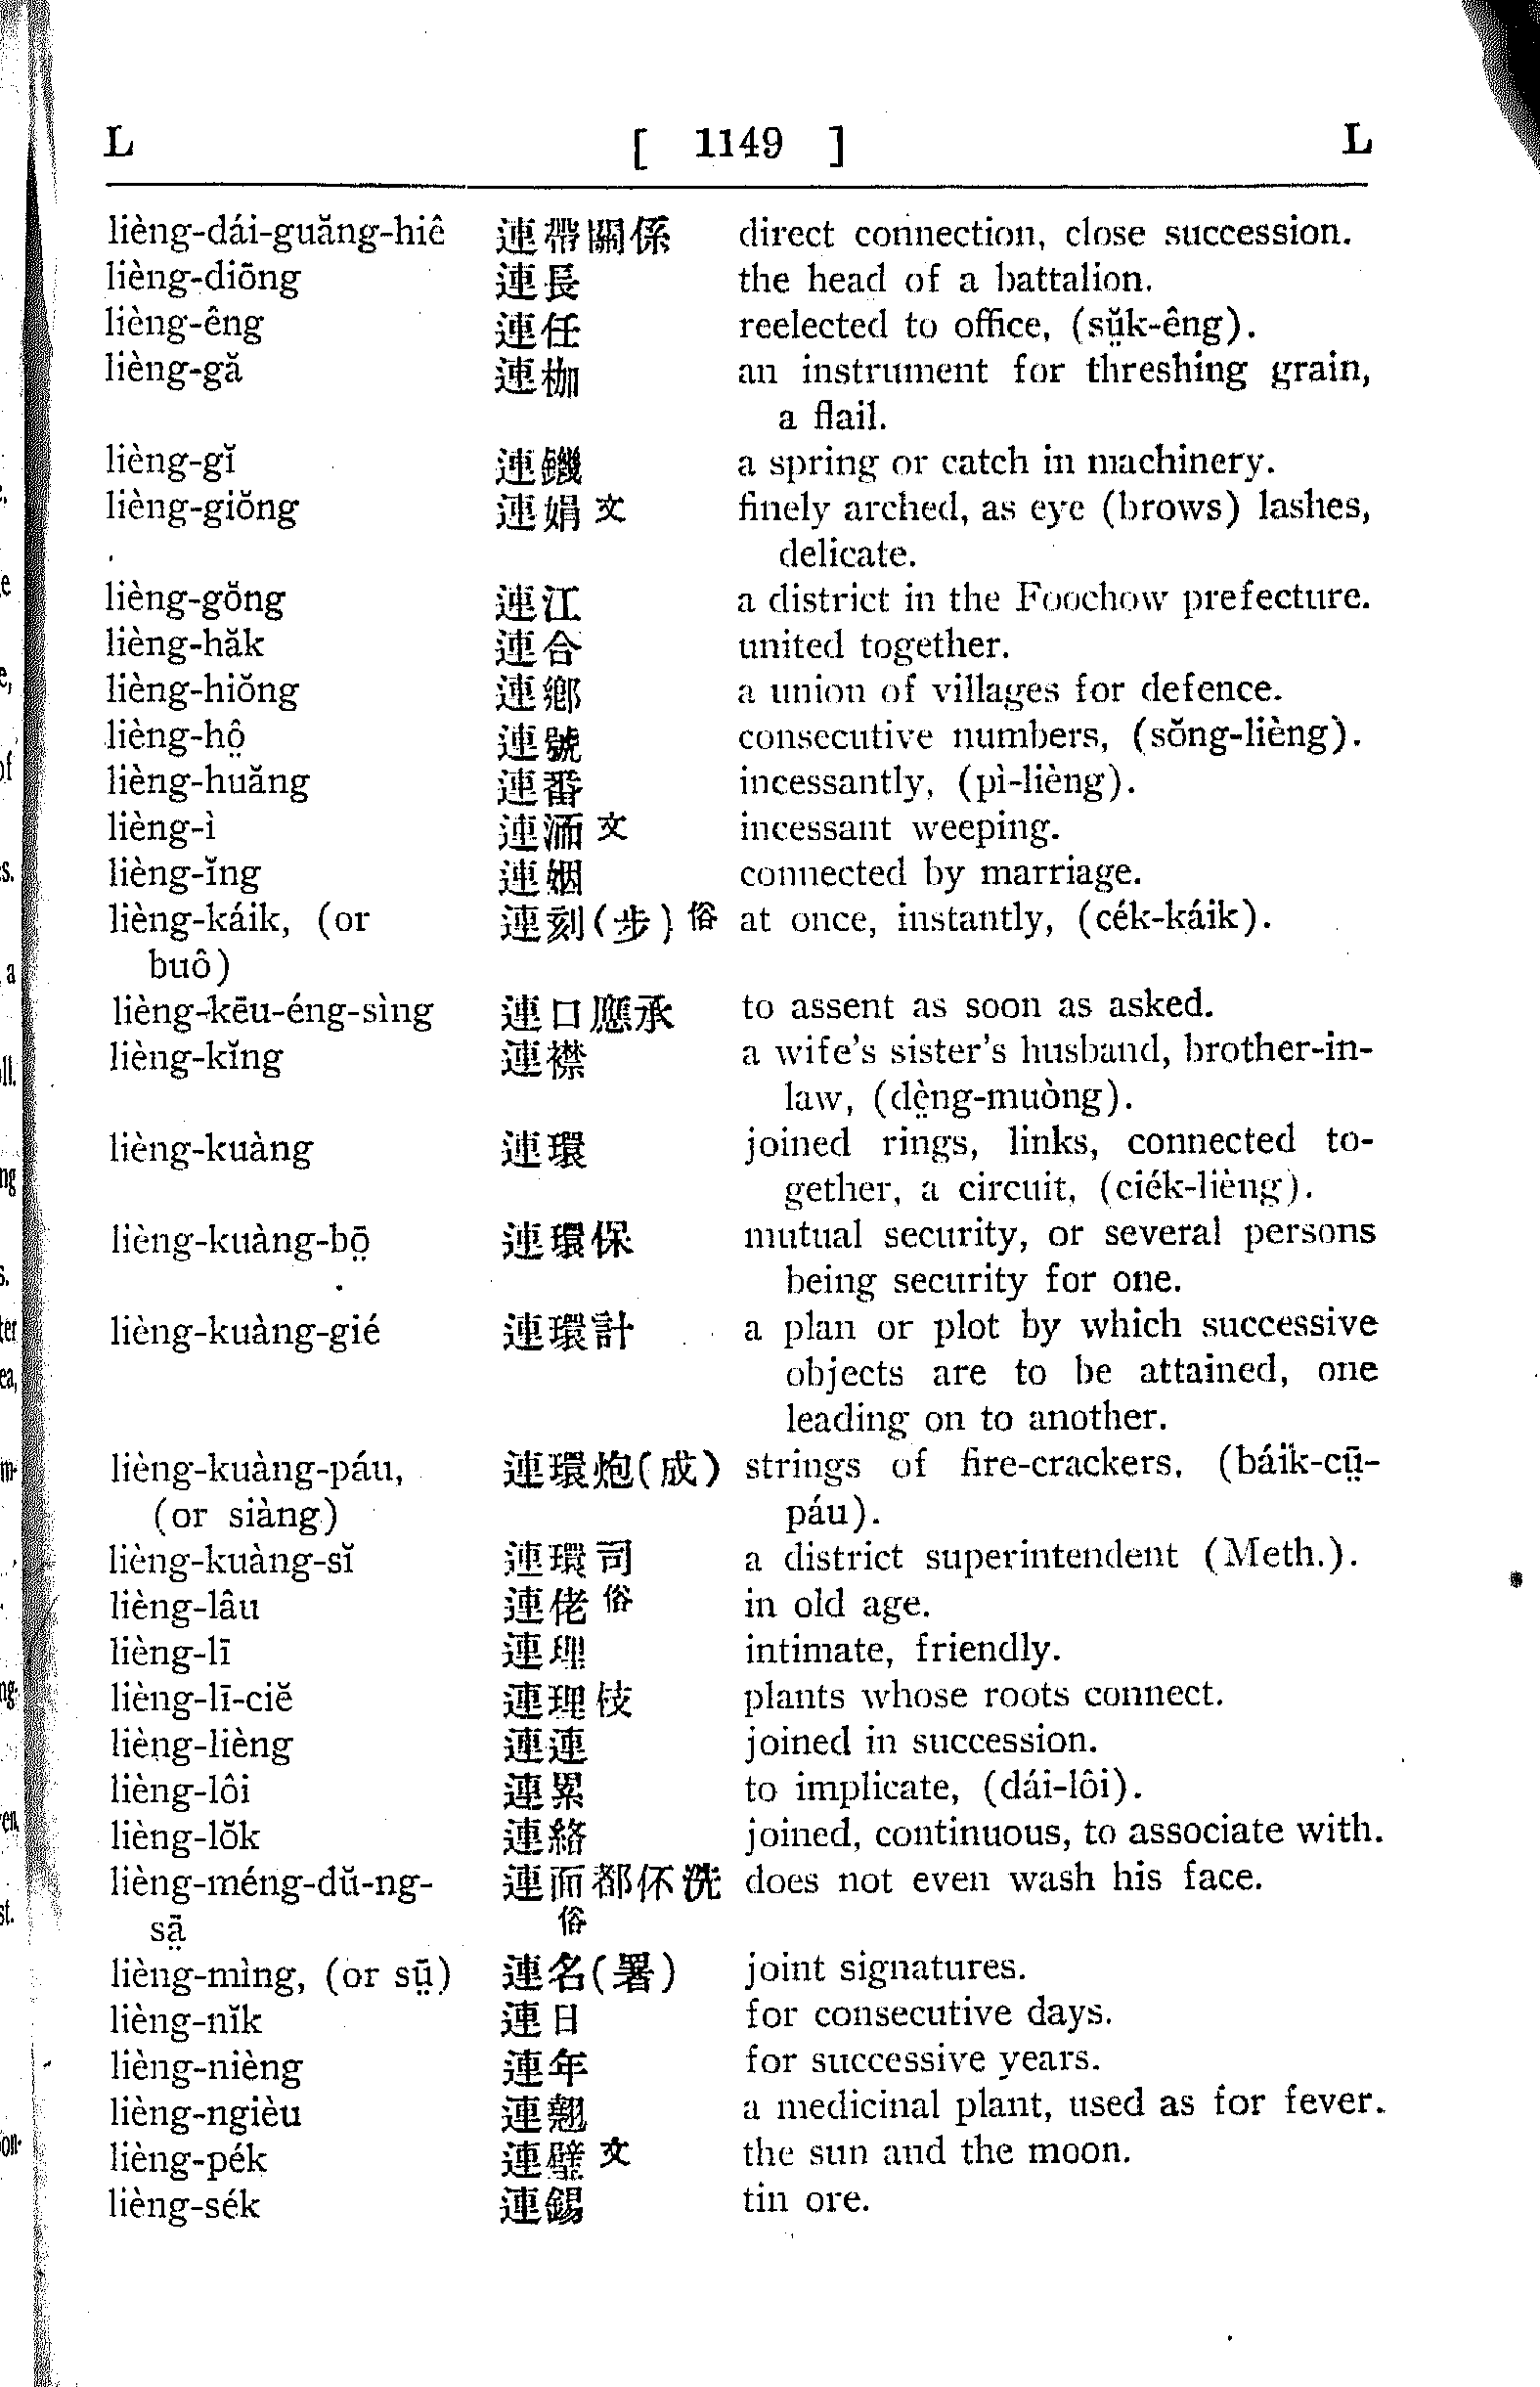 L [ 1149 ] L
lièng-dái-guăng-hiê 連帶關係 direct connection, close succession.
lièng-diōng 連長 the head of a battalion.
lièng-êng 連任 reelected to office, (sṳ̆k-êng).
lièng-gă 連枷 an instrument for threshing grain,
a flail.
lièng-gĭ 連鐖 a spring or catch in machinery.
lièng-giŏng 連娟文 finely arched, as eye (brows) lashes,
delicate.
lièng-gŏng 連江 a district in the Foochow prefecture.
lièng-hăk 連合 united together.
lièng-hiŏng 連鄉 a union of villages for defence.
lièng-hô̤ 連號 consecutive numbers, (sŏng-lièng).
lièng-huăng 連番 incessantly, (pì-lièng).
lièng-ì 連洏文 incessant weeping.
lièng-ĭng 連姻 connected by marriage.
lièng-káik, (or 連刻(步)俗 at once, instantly, (cék-káik).
buô)
lièng-kēu-éng-sìng 連口應承 to assent as soon as asked.
lièng-kĭng 連襟 a wife's sister's husband, brother-in-
law, (dè̤ng-muòng).
lièng-kuàng 連環 joined rings, links, connected to-
gether, a circuit, (ciék-lièng).
lièng-kuàng-bō̤ 連環保 mutual security, or several persons
being security for one.
lièng-kuàng-gié 連環計 a plan or plot by which successive
objects are to be attained, one
leading on to another.
lièng-kuàng-páu, 連環炮(成) strings of fire-crackers, (báik-cṳ̄-
(or siàng) páu).
lièng-kuàng-sĭ 連環司 a district superintendent (Meth.).
lièng-lâu 連佬俗 in old age.
lièng-lī 連理 intimate, friendly.
lièng-lī-ciĕ 連理枝 plants whose roots connect.
lièng-lièng 連連 joined in succession.
lièng-lôi 連累 to implicate, (dái-lôi).
lièng-lŏk 連絡 joined, continuous, to associate with.
lièng-méng-dŭ-ng- 連面都伓洗 does not even wash his face.
sā̤ 俗
lièng-mìng, (or sṳ̄) 連名(署) joint signatures.
lièng-nĭk 連日 for consecutive days.
lièng-nièng 連年 for successive years.
lièng-ngièu 連翹 a medicinal plant, used as for fever.
lièng-pék 連璧文 the sun and the moon.
lièng-sék 連錫 tin ore.